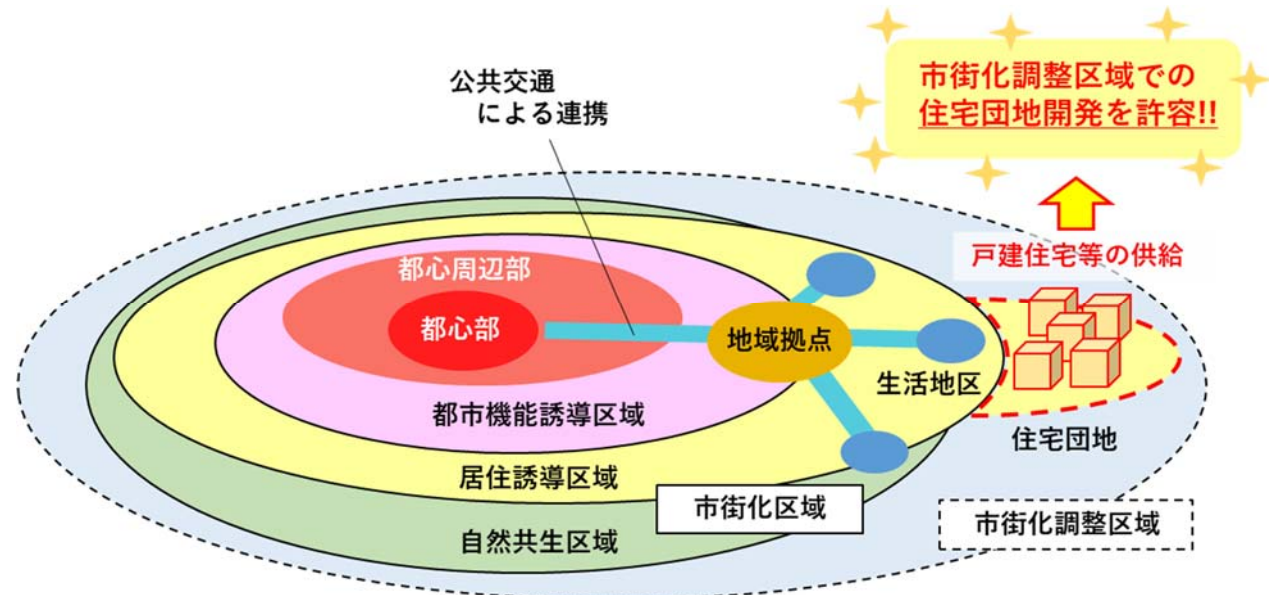 市街化調整区域での
住宅団地開発を許容!!
公共交通
による連携
戸建住宅等の供給
都心周辺部
都心部
地域拠点
生活地区
都市機能誘導区域
住宅団地
居住誘導区域
市街化区域
市街化調整区域
自然共生区域